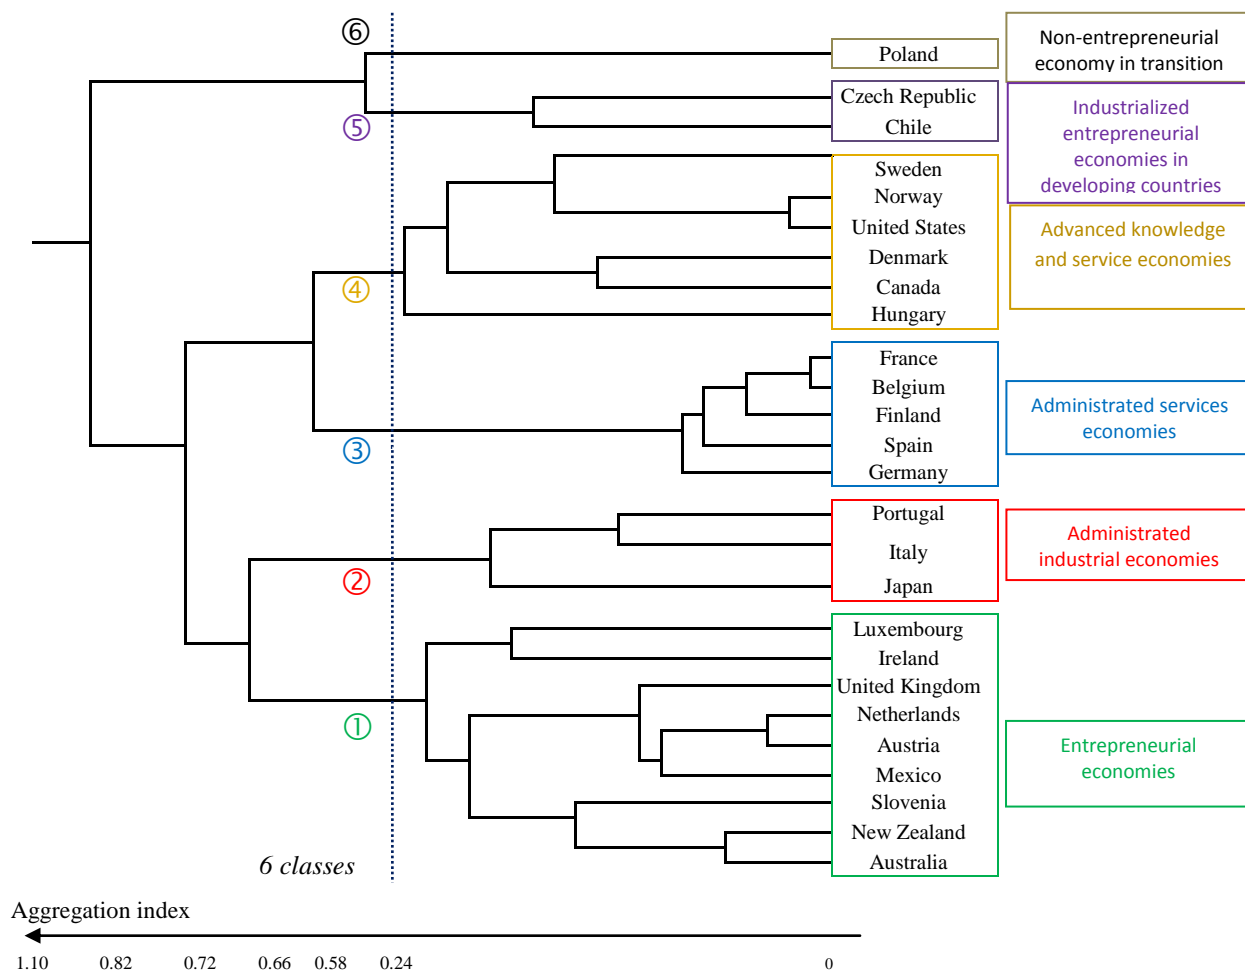 ⑥
Poland
Non-entrepreneurial
economy in transition
⑤
Czech Republic
Chile
Industrialized
entrepreneurial
economies in
developing countries
④
Sweden
Norway
United States
Denmark
Canada
Hungary
Advanced knowledge
and service economies
③
France
Belgium
Finland
Spain
Germany
Administrated services
economies
②
Portugal
Italy
Japan
Administrated
industrial economies
①
Luxembourg
Ireland
United Kingdom
Netherlands
Austria
Mexico
Slovenia
New Zealand
Australia
Entrepreneurial
economies
6 classes
Aggregation index
1.10 0.82 0.72 0.66 0.58 0.24 0